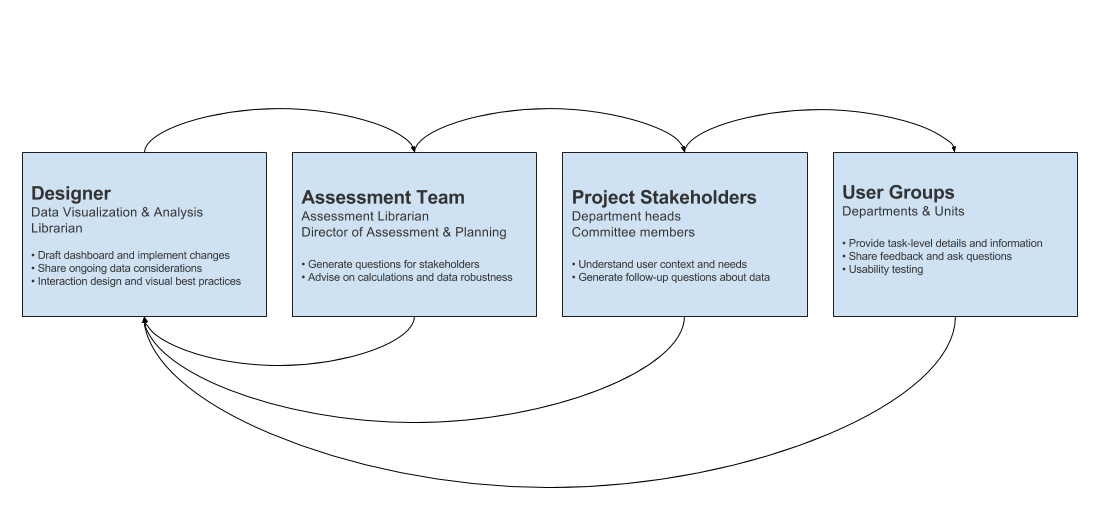 Designer
Data Visualization & Analysis
Librarian
• Draft dashboard and implement changes
• Share ongoing data considerations
• Interaction design and visual best practices
Assessment Team
Assessment Librarian
Director of Assessment & Planning
• Generate questions for stakeholders
• Advise on calculations and data robustness
Project Stakeholders
Department heads
Committee members
• Understand user context and needs
• Generate follow-up questions about data
User Groups
Departments & Units
• Provide task-level details and information
• Share feedback and ask questions
• Usability testing